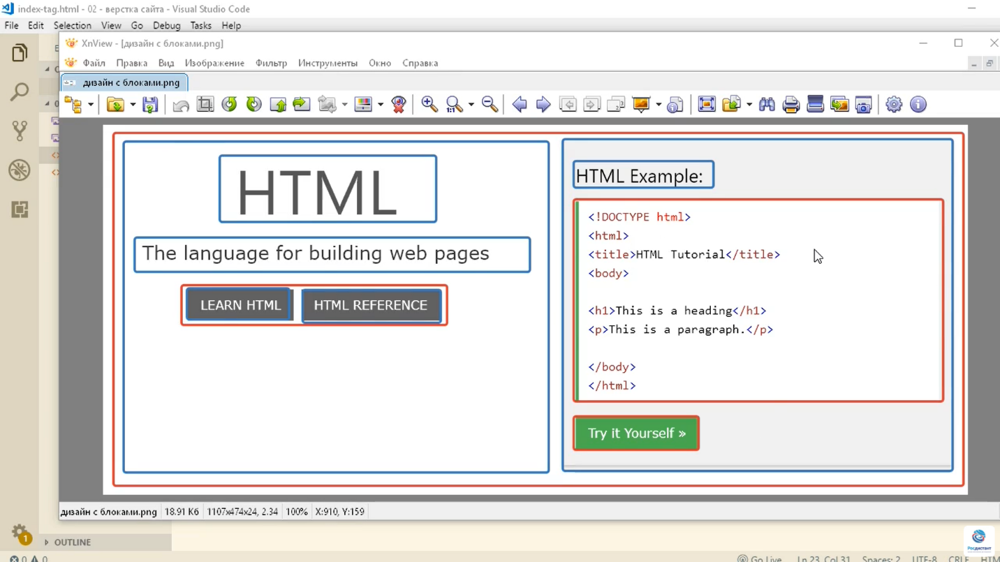 index-tag.html - 02 - верстка сайта - Visual Studio Code
File Edit Selection View Go Debug Tasks Help
XnView - [дизайн с блоками.png]
Файл Правка Вид Изображение Фильтр Инструменты Окно Справка
дизайн с блоками.png
1:1
HTML
The language for building web pages
LEARN HTML HTML REFERENCE
HTML Example:
<!DOCTYPE html>
<html>
<title>HTML Tutorial</title>
<body>
<h1>This is a heading</h1>
<p>This is a paragraph.</p>
</body>
</html>
Try it Yourself »
дизайн с блоками.png 18.91 Кб 1107x474x24, 2.34 100% X:910, Y:159
1
OUTLINE
Росдистант
0 0 Go Live Ln 23, Col 31 Spaces: 2 UTF-8 CRLF